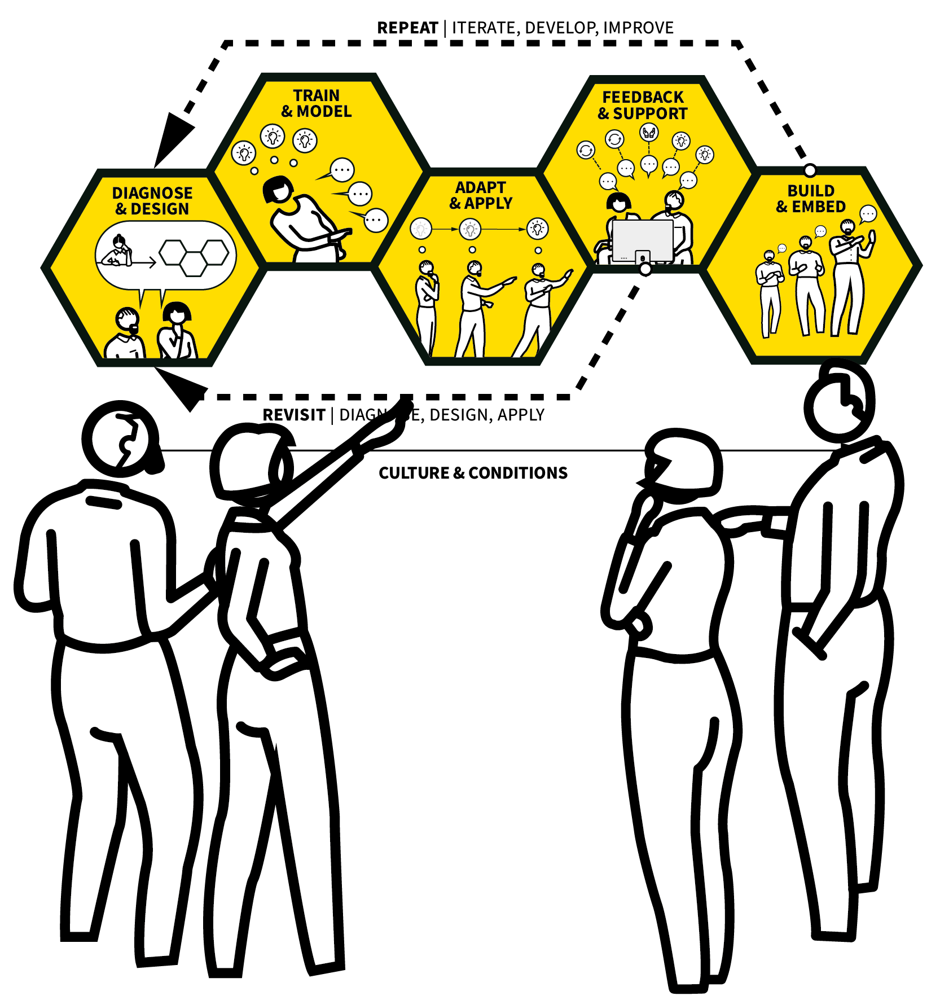 REPEAT | ITERATE, DEVELOP, IMPROVE
TRAIN
& MODEL
FEEDBACK
& SUPPORT
DIAGNOSE
& DESIGN
ADAPT
& APPLY
BUILD
& EMBED
REVISIT | DIAGNOSE, DESIGN, APPLY
CULTURE & CONDITIONS